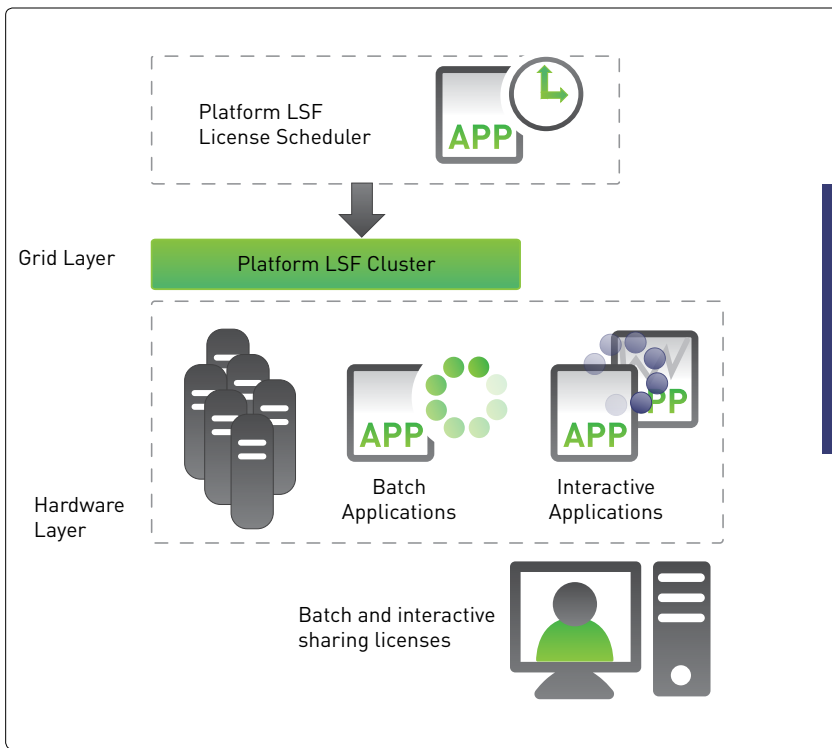 Platform LSF
License Scheduler
APP
Grid Layer
Platform LSF Cluster
APP
Batch
Applications
APP
PP
Interactive
Applications
Hardware
Layer
Batch and interactive
sharing licenses